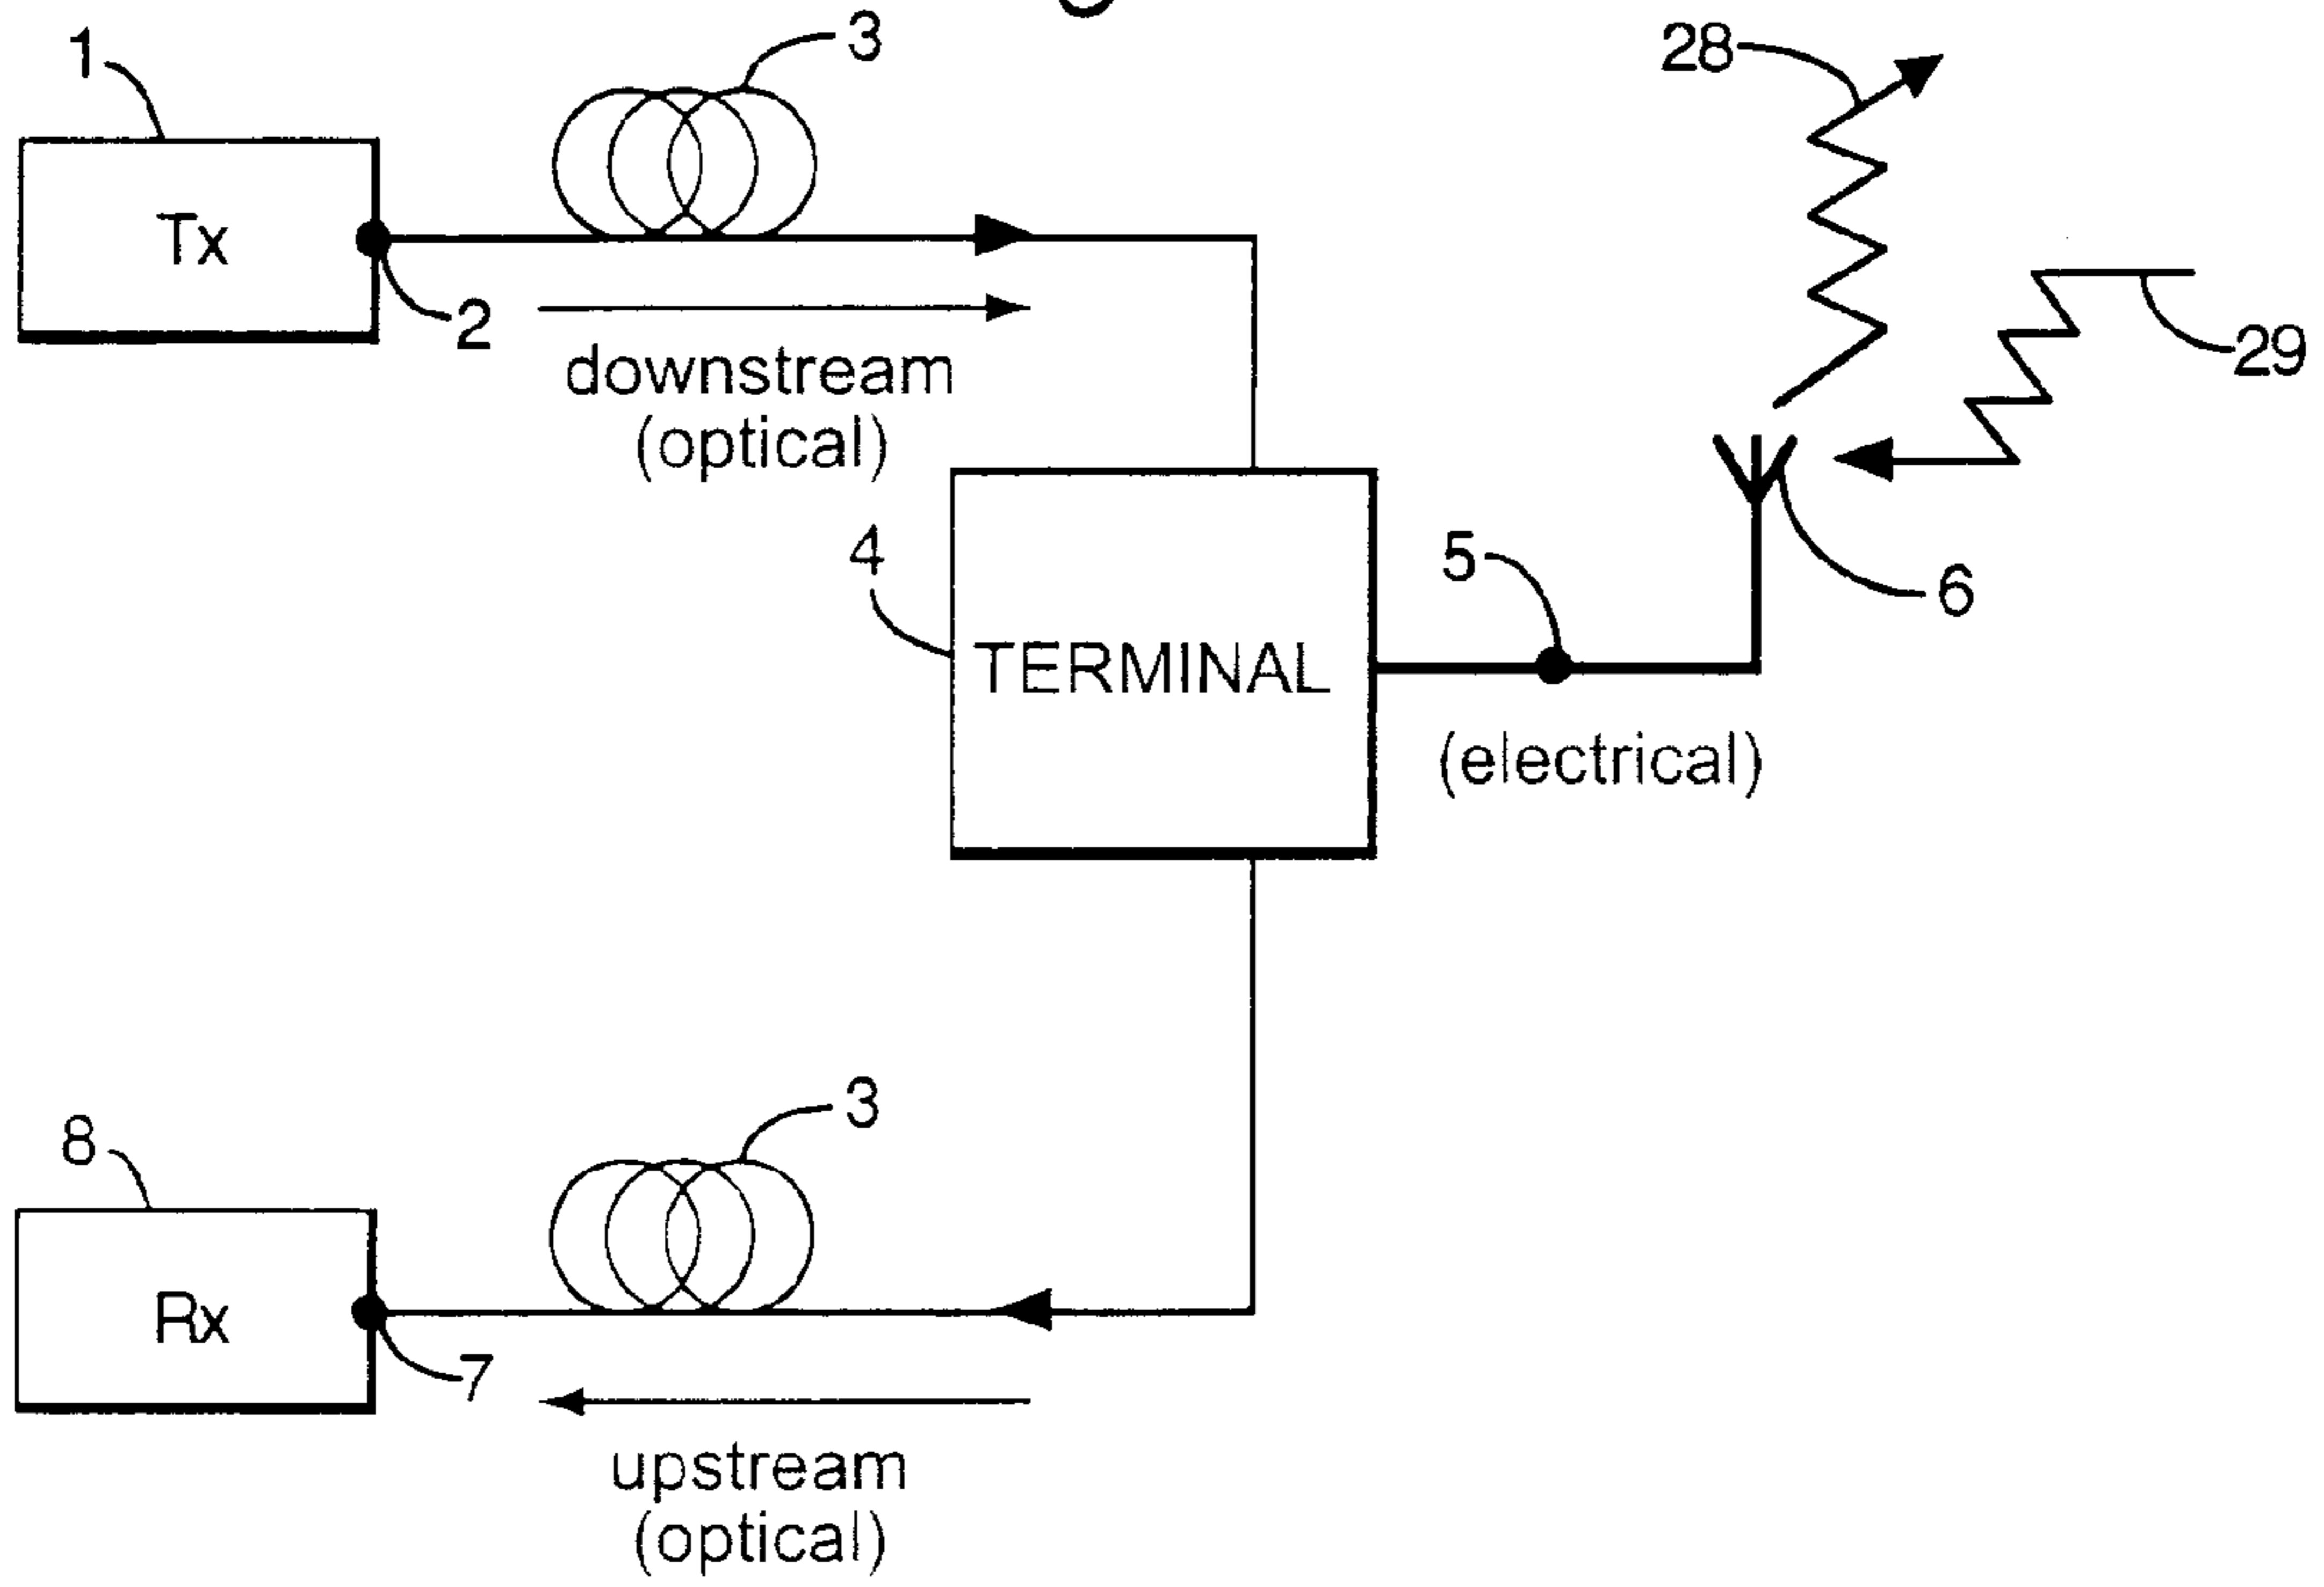 1
3
28
Tx
2
downstream
(optical)
29
4
5
6
TERMINAL
(electrical)
3
8
Rx
7
upstream
(optical)